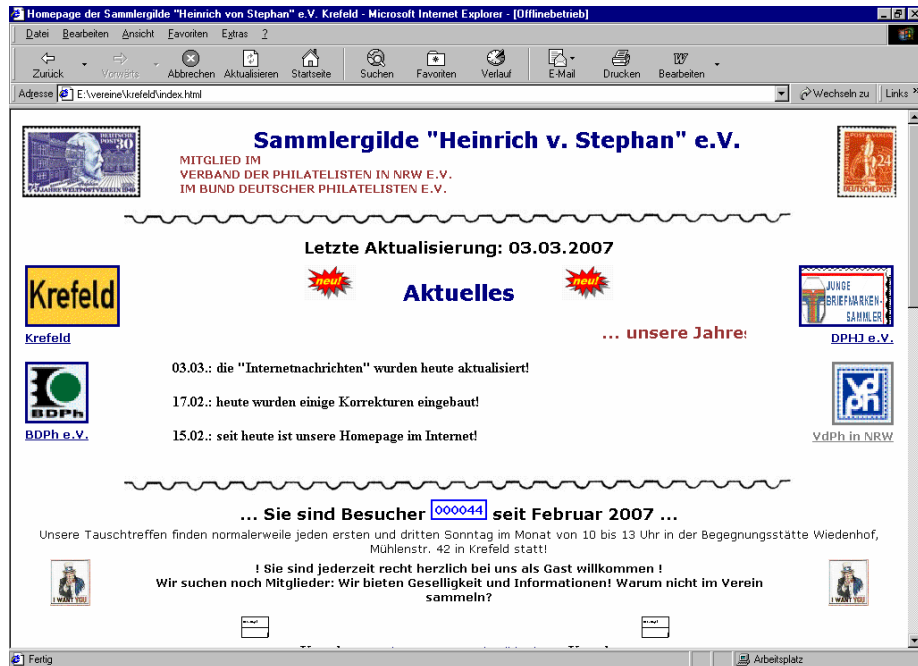 Homepage der Sammlergilde "Heinrich von Stephan" e.V. Krefeld - Microsoft Internet Explorer - [Offlinebetrieb]
Datei Bearbeiten Ansicht Favoriten Extras ?
Zurück Vorwärts Abbrechen Aktualisieren Startseite Suchen Favoriten Verlauf E-Mail Drucken Bearbeiten
Adresse E:\vereine\krefeld\index.html Wechseln zu Links »
DEUTSCHE
POST 30
75 JAHRE WELTPOSTVEREIN 1949
Sammlergilde "Heinrich v. Stephan" e.V.
MITGLIED IM
VERBAND DER PHILATELISTEN IN NRW E.V.
IM BUND DEUTSCHER PHILATELISTEN E.V.
24
DEUTSCHE POST
Letzte Aktualisierung: 03.03.2007
Krefeld
neu!
Aktuelles
neu!
JUNGE
BRIEFMARKEN-
SAMMLER
Krefeld
... unsere Jahres
DPHJ e.V.
BDPh
BDPh e.V.
03.03.: die "Internetnachrichten" wurden heute aktualisiert!
17.02.: heute wurden einige Korrekturen eingebaut!
15.02.: seit heute ist unsere Homepage im Internet!
vdph
VdPh in NRW
... Sie sind Besucher 000044 seit Februar 2007 ...
Unsere Tauschtreffen finden normalerweile jeden ersten und dritten Sonntag im Monat von 10 bis 13 Uhr in der Begegnungsstätte Wiedenhof,
Mühlenstr. 42 in Krefeld statt!
! Sie sind jederzeit recht herzlich bei uns als Gast willkommen !
Wir suchen noch Mitglieder: Wir bieten Geselligkeit und Informationen! Warum nicht im Verein
sammeln?
I WANT YOU
I WANT YOU
Fertig
Arbeitsplatz